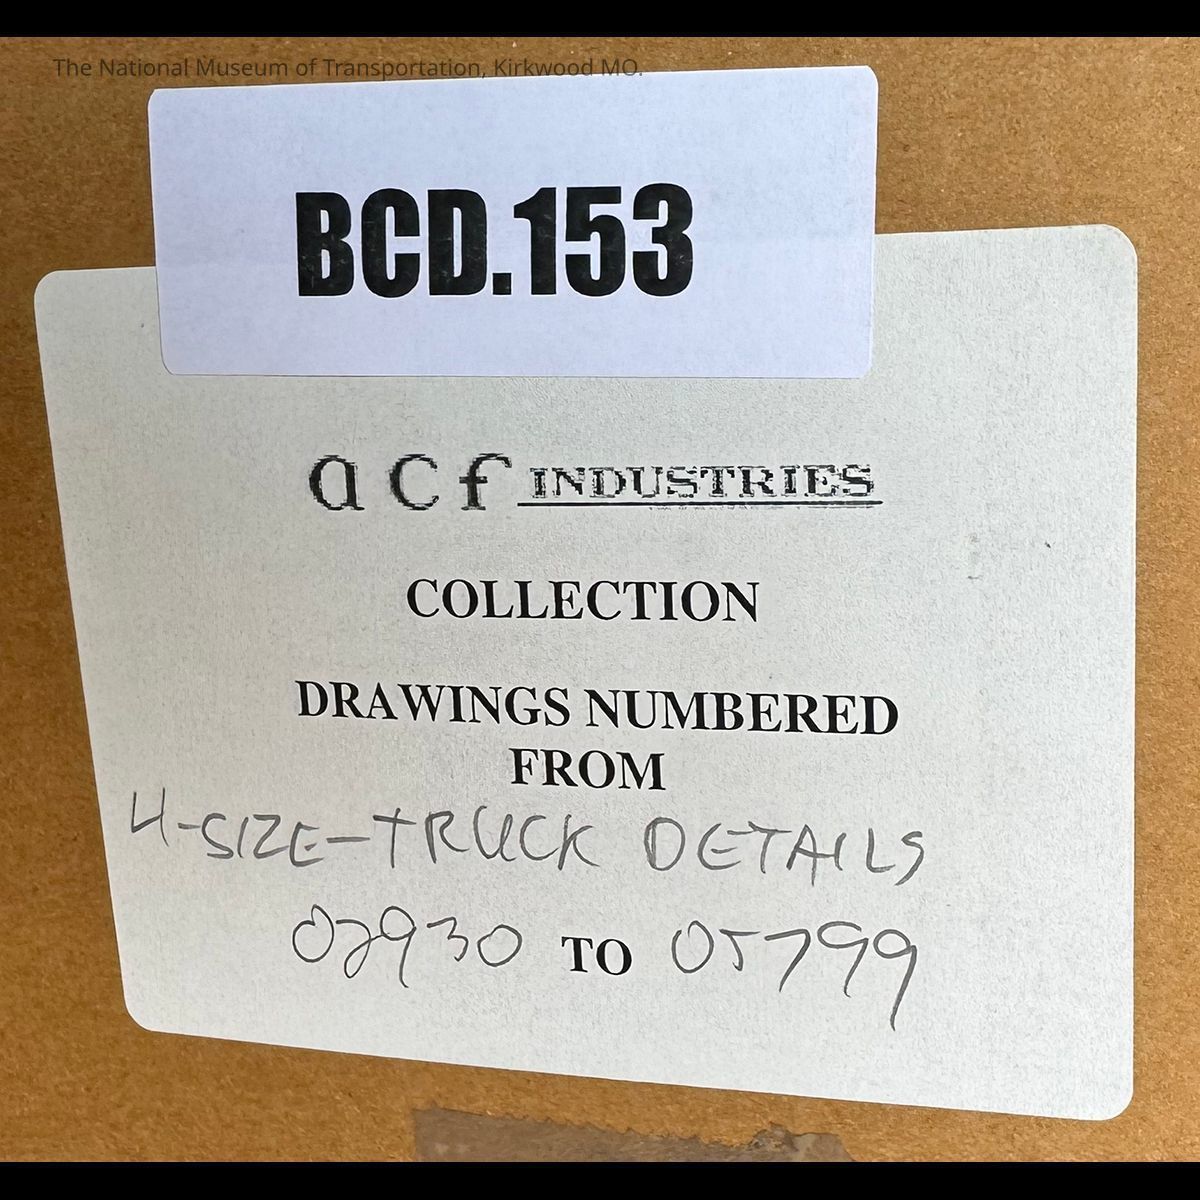 The National Museum of Transportation, Kirkwood MO.
BCD.153
acf INDUSTRIES
COLLECTION
DRAWINGS NUMBERED
FROM
4-SIZE-TRUCK DETAILS
02930 TO 05799